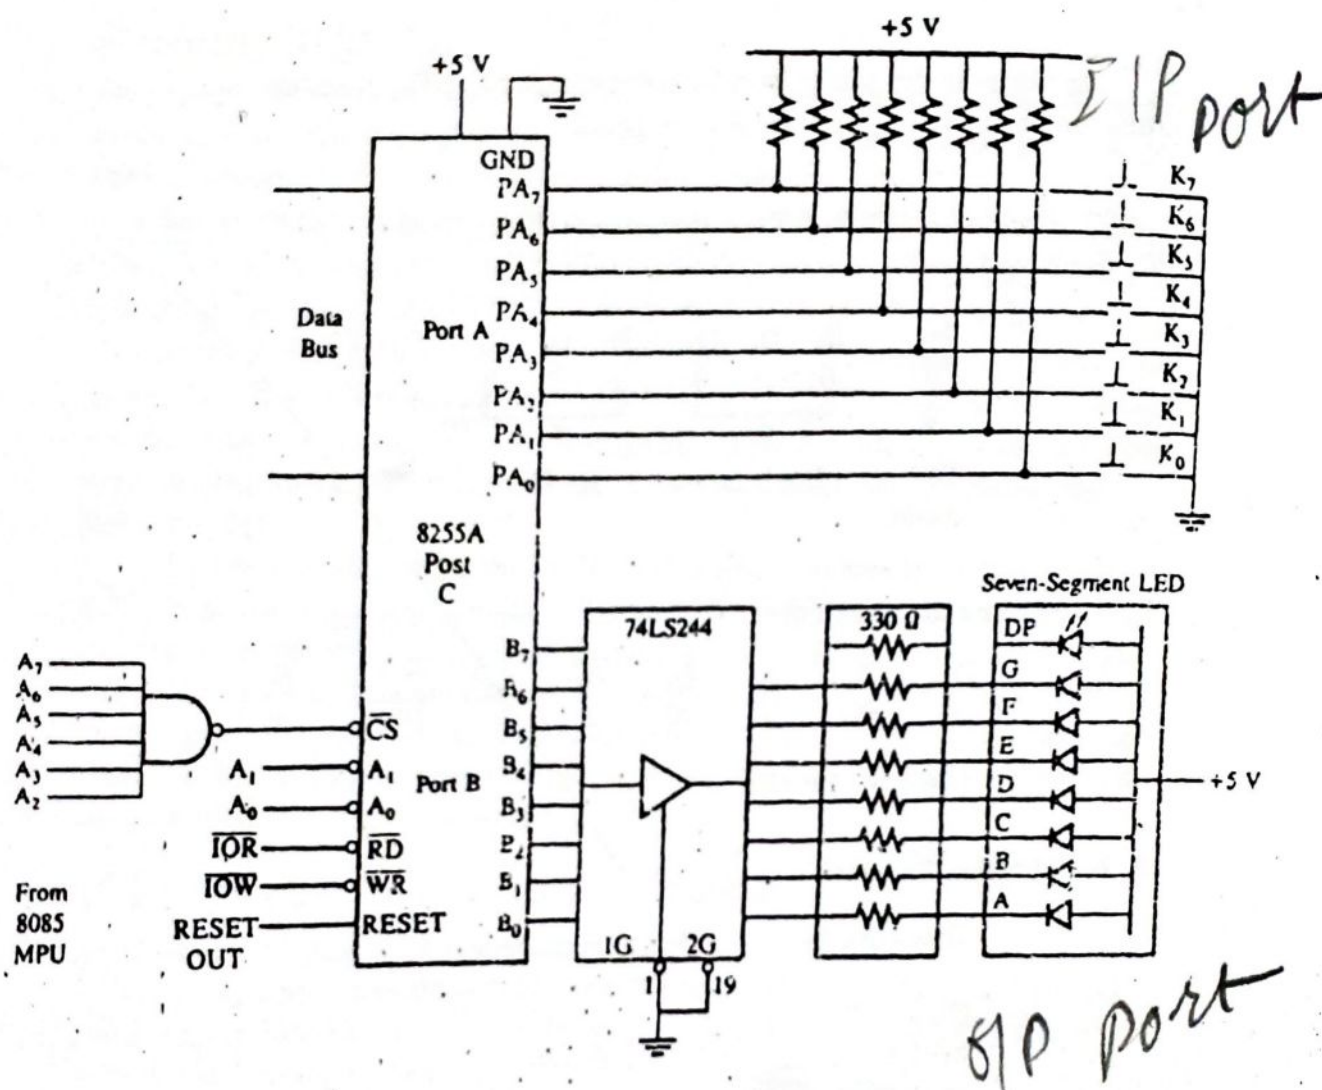 +5 V
+5 V
I/P port
GND
PA7
K7
PA6
K6
PA5
K5
Data
Bus
Port A
PA4
K4
PA3
K3
PA2
K2
PA1
K1
PA0
K0
8255A
Post
C
Seven-Segment LED
74LS244
330 Ω
DP
B7
A7
A6
A5
A4
A3
A2
B6
G
CS
B5
F
A1
A1
Port B
B4
E
A0
A0
B3
D
+5 V
IOR
RD
B2
C
IOW
WR
B1
B
From
8085
MPU
RESET
OUT
RESET
B0
A
1G
2G
1
19
O/P port